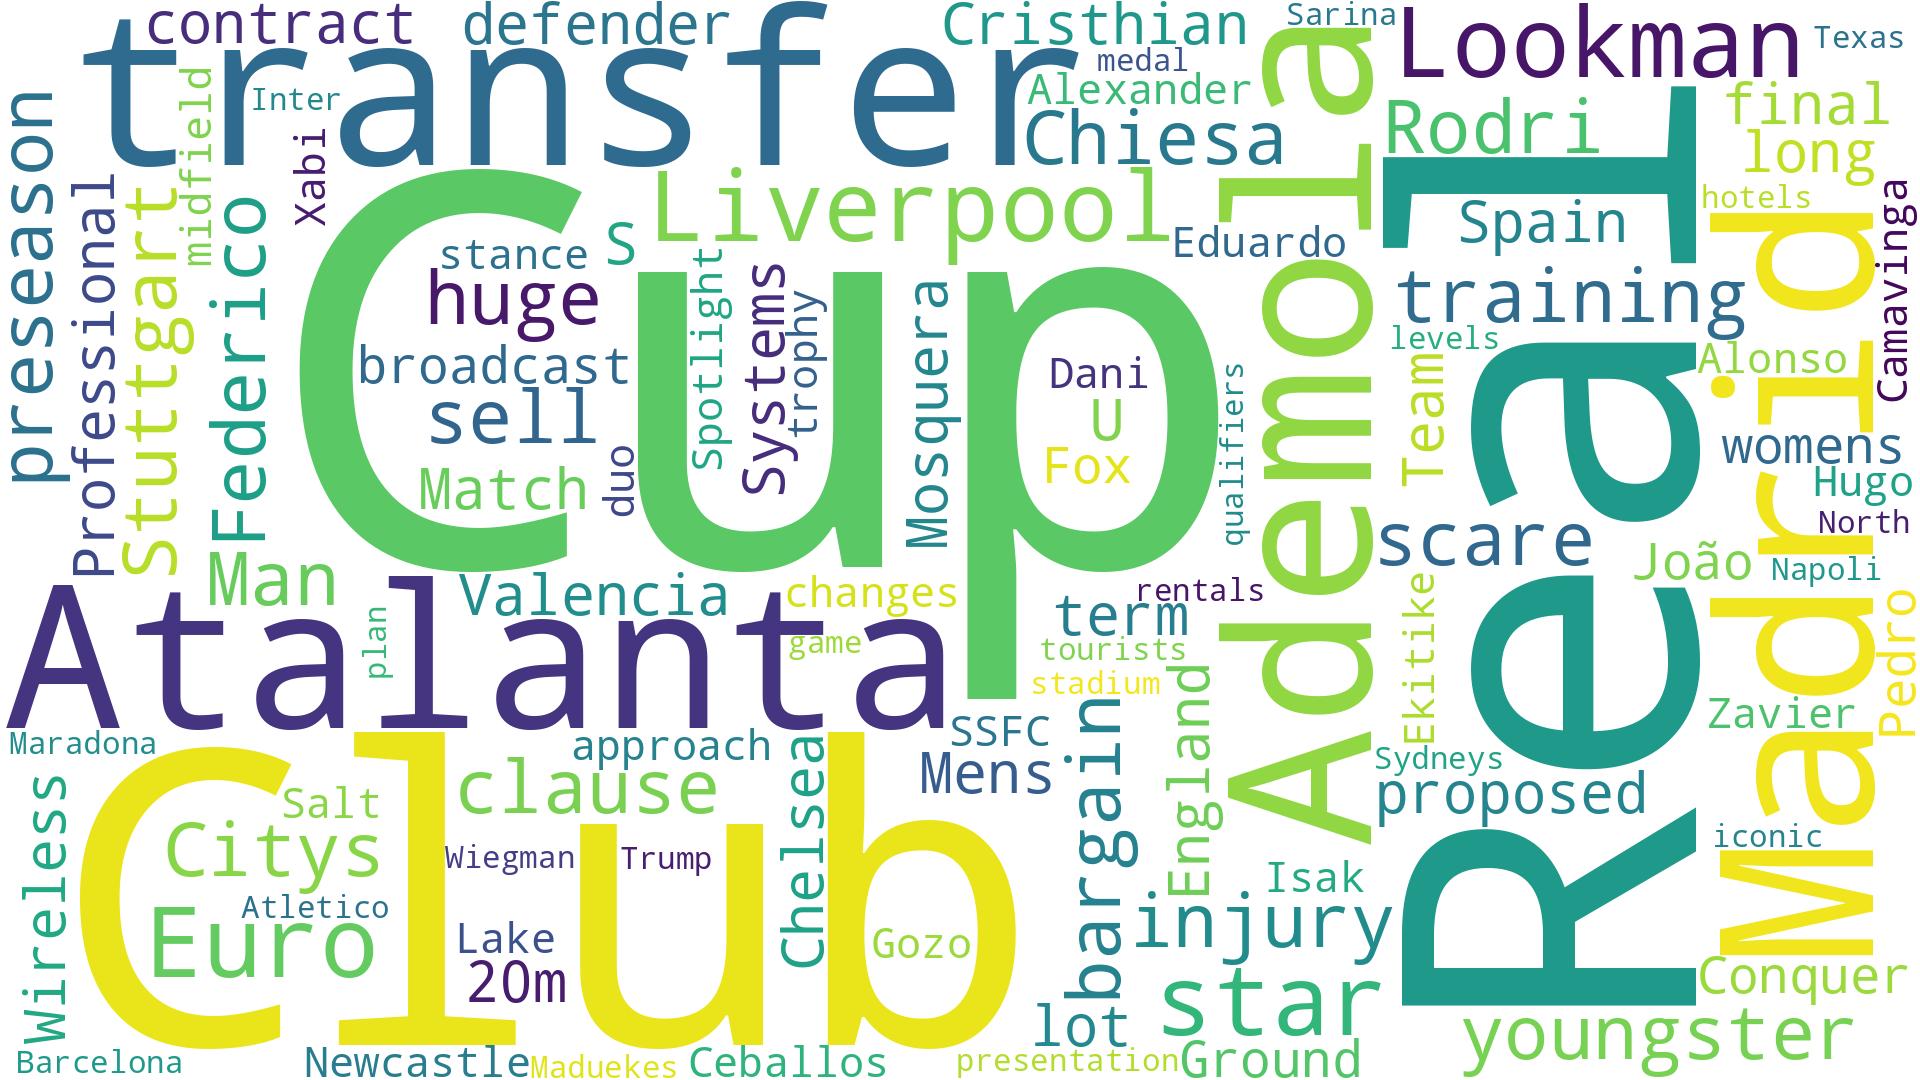 contract
defender
Cristhian
Sarina
Lookman
Texas
transfer
medal
Alexander
Inter
Chiesa
Rodri
final
long
preseason
Professional
Stuttgart
midfield
Federico
Xabi
Cup
Liverpool
S
stance
huge
broadcast
sell
Match
duo
Spotlight
Systems
trophy
Mosquera
Dani
U
Fox
Eduardo
qualifiers
Ademola
Real
Spain
training
levels
Team
hotels
Camavinga
Alonso
Madrid
womens
Hugo
North
scare
João
Napoli
Pedro
Man
Valencia
changes
game
rentals
term
tourists
stadium
Atalanta
plan
Ekitike
England
Zavier
Sydneys
proposed
iconic
Maradona
approach
SSFC
Mens
Wireless
Salt
Citys
Atletico
Euro
Club
clause
Wiegman
Trump
Lake
20m
Chelsea
Gozo
bargain
Isak
injury
star
lot
Conquer
youngster
Barcelona
Newcastle
Maduekes
Ceballos
presentation
Ground